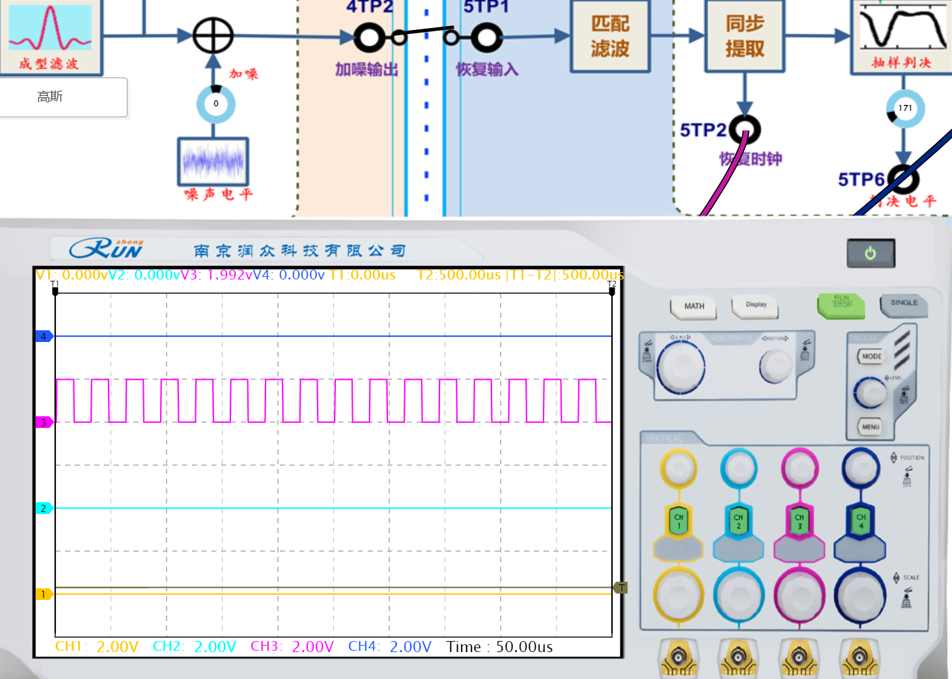 4TP2
5TP1
成型滤波
加噪输出
恢复输入
匹配
滤波
同步
提取
抽样判决
高斯
加噪
0
171
5TP2
恢复时钟
5TP6
判决电平
噪声电平
RUN
zhong
南京润众科技有限公司
V1: 0.000vV2: 0.000vV3: 1.992vV4: 0.000v T1:0.00us T2:500.00us |T1-T2| 500.00us
T1
T2
4
3
2
1
T
CH1: 2.00V CH2: 2.00V CH3: 2.00V CH4: 2.00V Time : 50.00us
MATH
Display
RUN
STOP
SINGLE
HORIZONTAL
MODE
LEVEL
MENU
VERTICAL
POSITION
CH
1
CH
2
CH
3
CH
4
SCALE